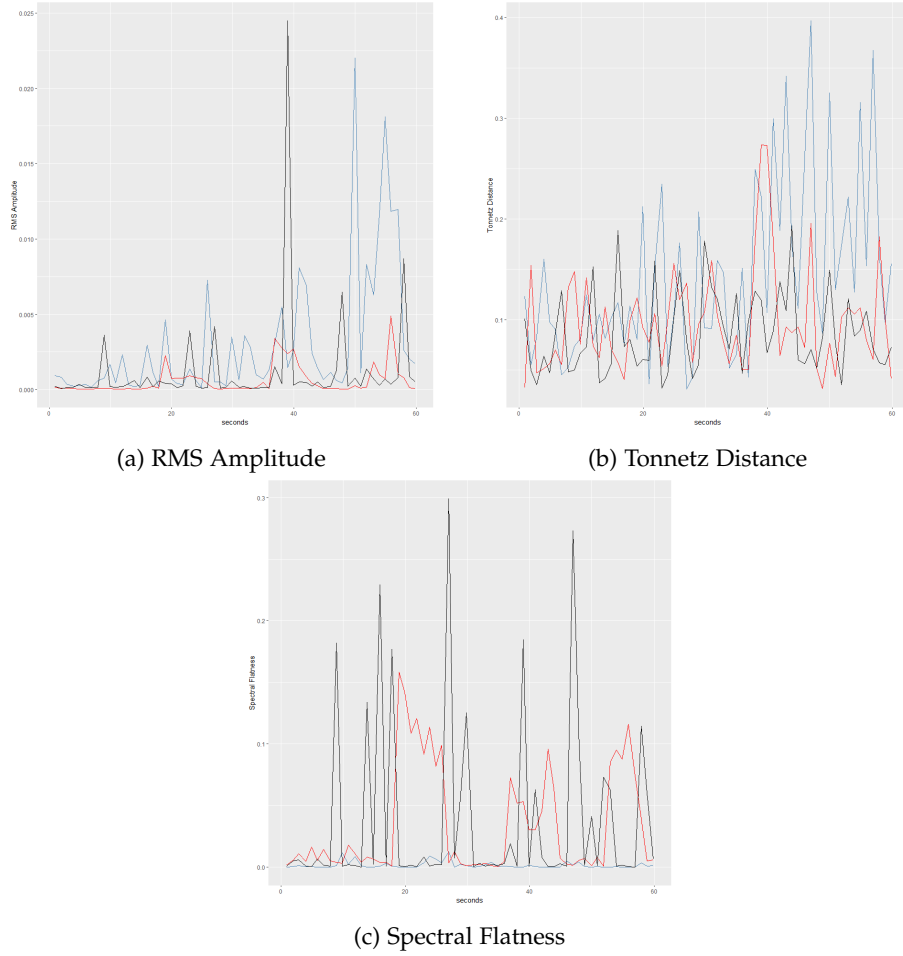 0.025
0.020
0.015
0.010
0.005
0.000
RMS Amplitude
0 20 40 60
seconds
(a) RMS Amplitude
0.4
0.3
0.2
0.1
Tonnetz Distance
0 20 40 60
seconds
(b) Tonnetz Distance
0.3
0.2
0.1
0.0
Spectral Flatness
0 20 40 60
seconds
(c) Spectral Flatness